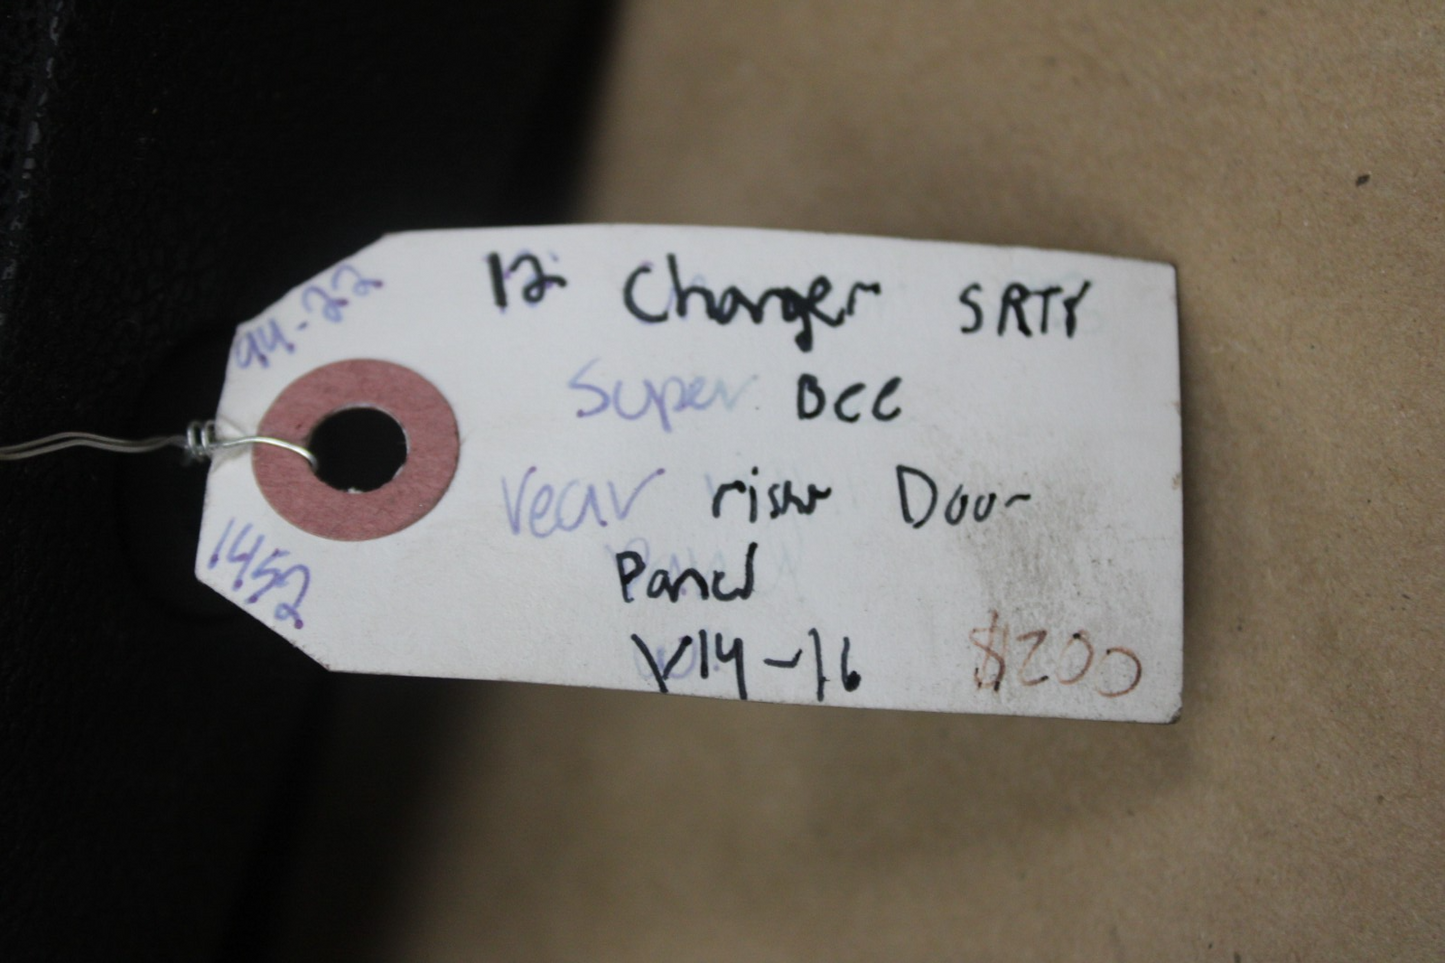 94-22
12 Charger SRT8
Super Bee
rear right Door
Panel
V14-16
$200
1452